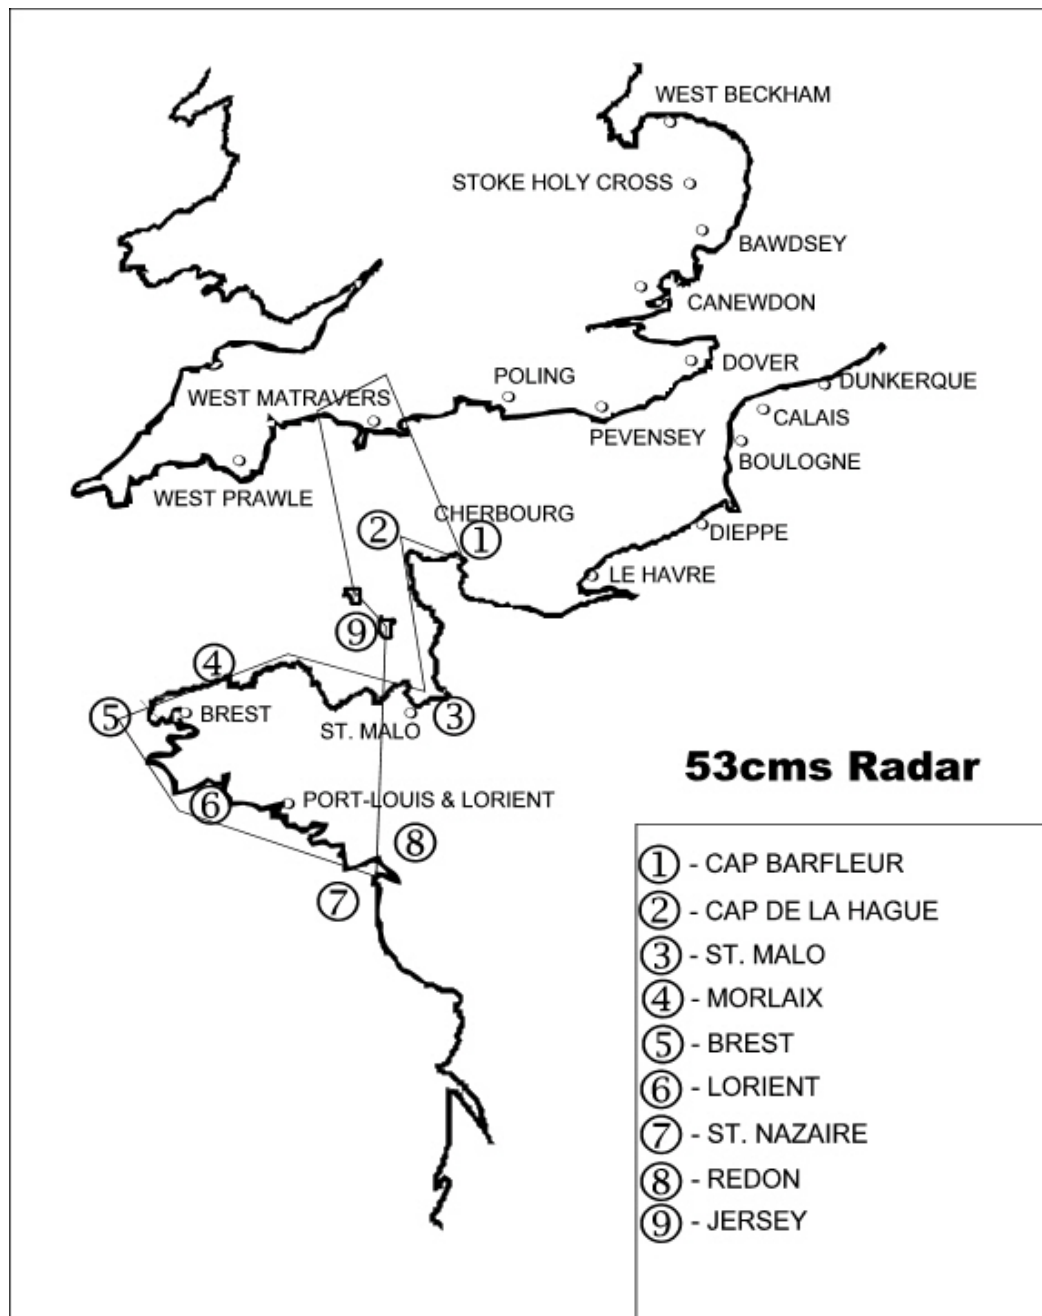 WEST BECKHAM
STOKE HOLY CROSS
BAWDSEY
CANEWDON
DOVER
POLING
DUNKERQUE
WEST MATRAVERS
CALAIS
PEVENSEY
BOULOGNE
WEST PRAWLE
CHERBOURG
2
1
DIEPPE
LE HAVRE
9
4
5
BREST
ST. MALO
3
53cms Radar
6
PORT-LOUIS & LORIENT
8
7
1 - CAP BARFLEUR
2 - CAP DE LA HAGUE
3 - ST. MALO
4 - MORLAIX
5 - BREST
6 - LORIENT
7 - ST. NAZAIRE
8 - REDON
9 - JERSEY